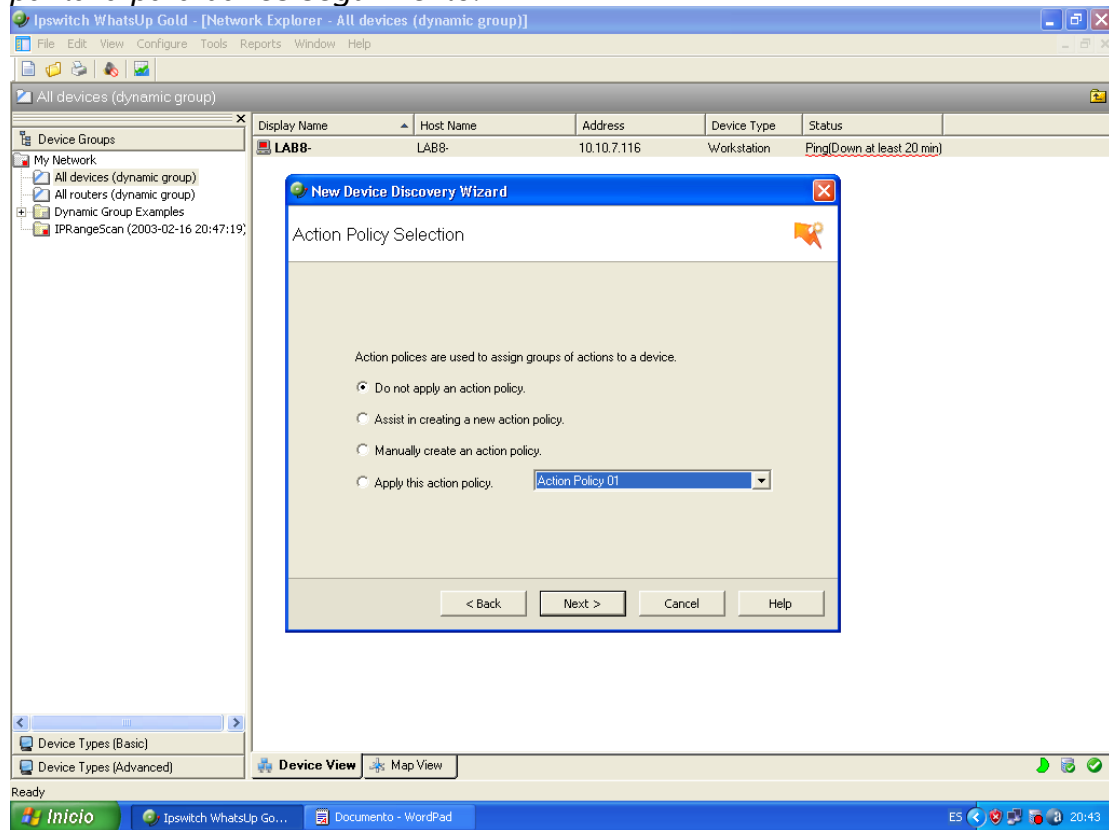 Ipswitch WhatsUp Gold - [Network Explorer - All devices (dynamic group)]
File Edit View Configure Tools Reports Window Help
All devices (dynamic group)
Device Groups
My Network
All devices (dynamic group)
All routers (dynamic group)
Dynamic Group Examples
IPRangeScan (2003-02-16 20:47:19)
Display Name Host Name Address Device Type Status
LAB8- LAB8- 10.10.7.116 Workstation Ping(Down at least 20 min)
New Device Discovery Wizard
Action Policy Selection
Action polices are used to assign groups of actions to a device.
Do not apply an action policy.
Assist in creating a new action policy.
Manually create an action policy.
Apply this action policy. Action Policy 01
< Back Next > Cancel Help
Device Types (Basic)
Device Types (Advanced)
Device View Map View
Ready
Inicio Ipswitch WhatsUp Go... Documento - WordPad ES 20:43